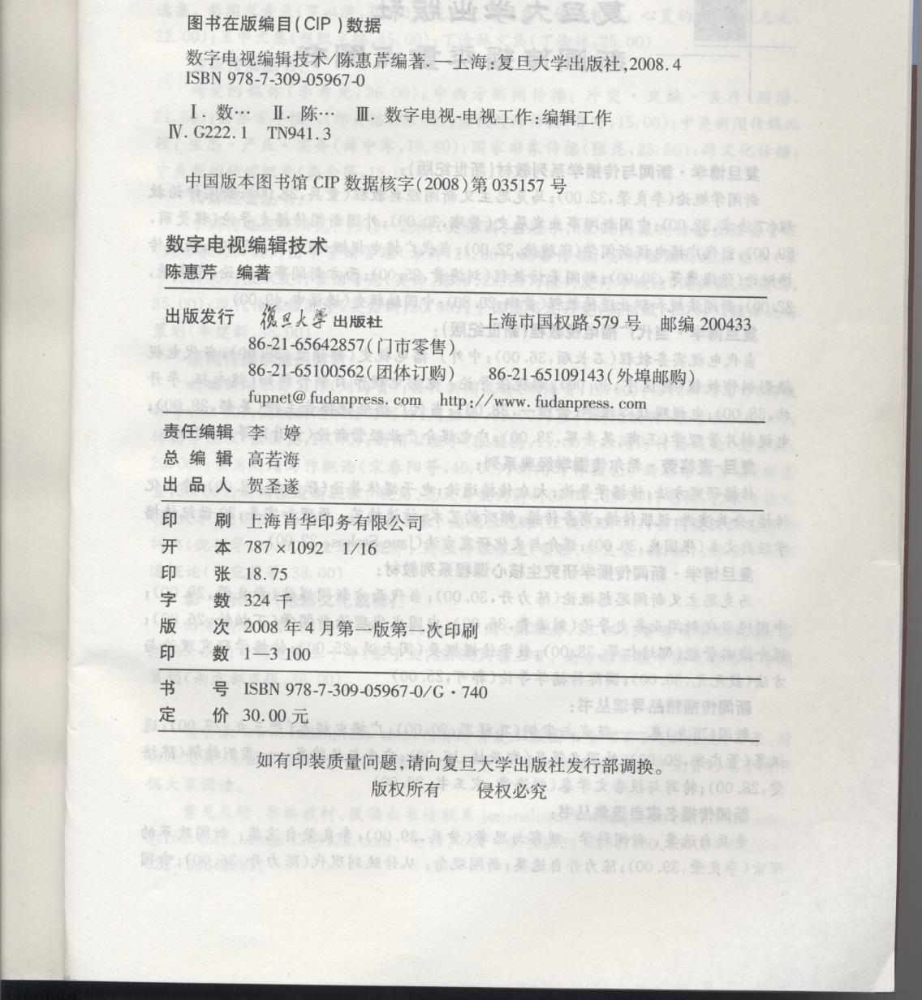 图书在版编目(CIP)数据
数字电视编辑技术/陈惠芹编著.—上海:复旦大学出版社,2008.4
ISBN 978-7-309-05967-0
Ⅰ. 数… Ⅱ. 陈… Ⅲ. 数字电视-电视工作:编辑工作
Ⅳ. G222.1 TN941.3
中国版本图书馆 CIP 数据核字(2008)第 035157 号
数字电视编辑技术
陈惠芹 编著
出版发行 復旦大學 出版社 上海市国权路 579 号 邮编 200433
86-21-65642857(门市零售)
86-21-65100562(团体订购) 86-21-65109143(外埠邮购)
fupnet@fudanpress.com http://www.fudanpress.com
责任编辑 李 婷
总 编 辑 高若海
出 品 人 贺圣遂
印 刷 上海肖华印务有限公司
开 本 787×1092 1/16
印 张 18.75
字 数 324 千
版 次 2008 年 4 月第一版第一次印刷
印 数 1—3 100
书 号 ISBN 978-7-309-05967-0/G·740
定 价 30.00 元
如有印装质量问题,请向复旦大学出版社发行部调换。
版权所有 侵权必究